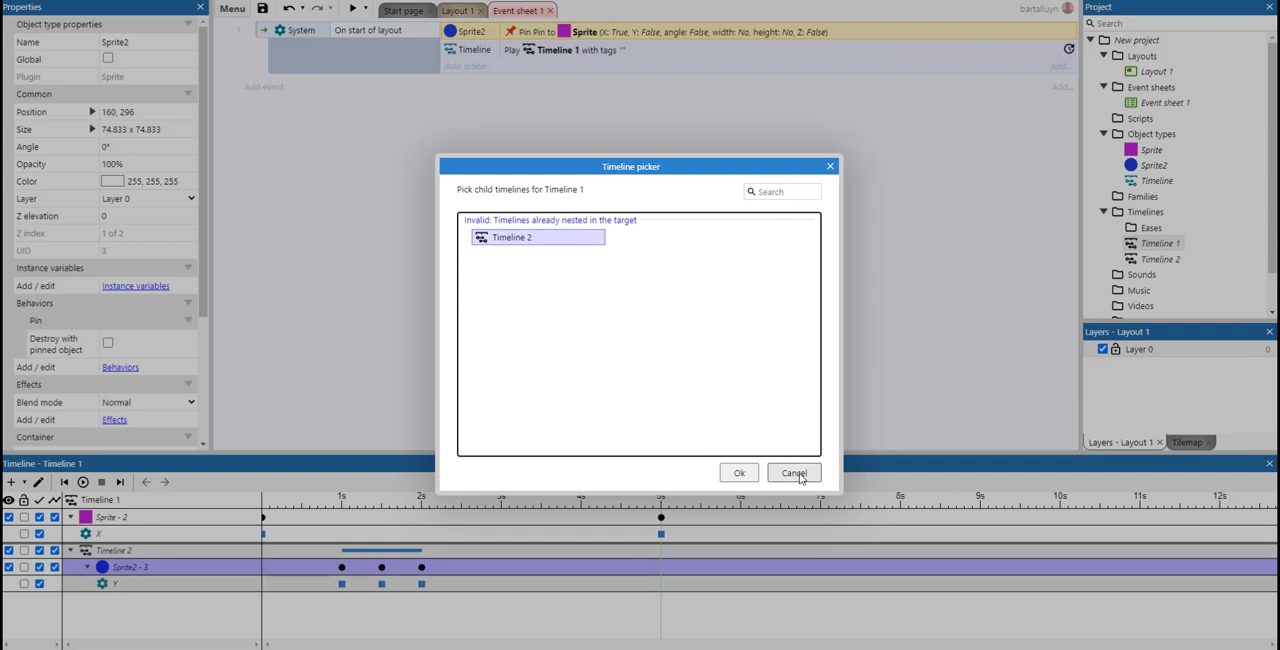 Properties
Object type properties
Name Sprite2
Global
Plugin Sprite
Common
Position 160, 296
Size 74.833 x 74.833
Angle 0°
Opacity 100%
Color 255, 255, 255
Layer Layer 0
Z elevation 0
Z index 1 of 2
UID 3
Instance variables
Add / edit Instance variables
Behaviors
Pin
Destroy with
pinned object
Add / edit Behaviors
Effects
Blend mode Normal
Add / edit Effects
Container
Menu
Start page Layout 1 Event sheet 1
bartalluyn
1 System On start of layout
Sprite2 Pin Pin to Sprite (X: True, Y: False, angle: False, width: No, height: No, Z: False)
Timeline Play Timeline 1 with tags ""
Add action Add...
Add event Add...
Timeline picker
Pick child timelines for Timeline 1 Search
Invalid: Timelines already nested in the target
Timeline 2
Ok Cancel
Project
Search
New project
Layouts
Layout 1
Event sheets
Event sheet 1
Scripts
Object types
Sprite
Sprite2
Timeline
Families
Timelines
Eases
Timeline 1
Timeline 2
Sounds
Music
Videos
Layers - Layout 1
Layer 0 0
Layers - Layout 1 Tilemap
Timeline - Timeline 1
Timeline 1 1s 2s 3s 4s 5s 6s 7s 8s 9s 10s 11s 12s
Sprite - 2
X
Timeline 2
Sprite2 - 3
Y